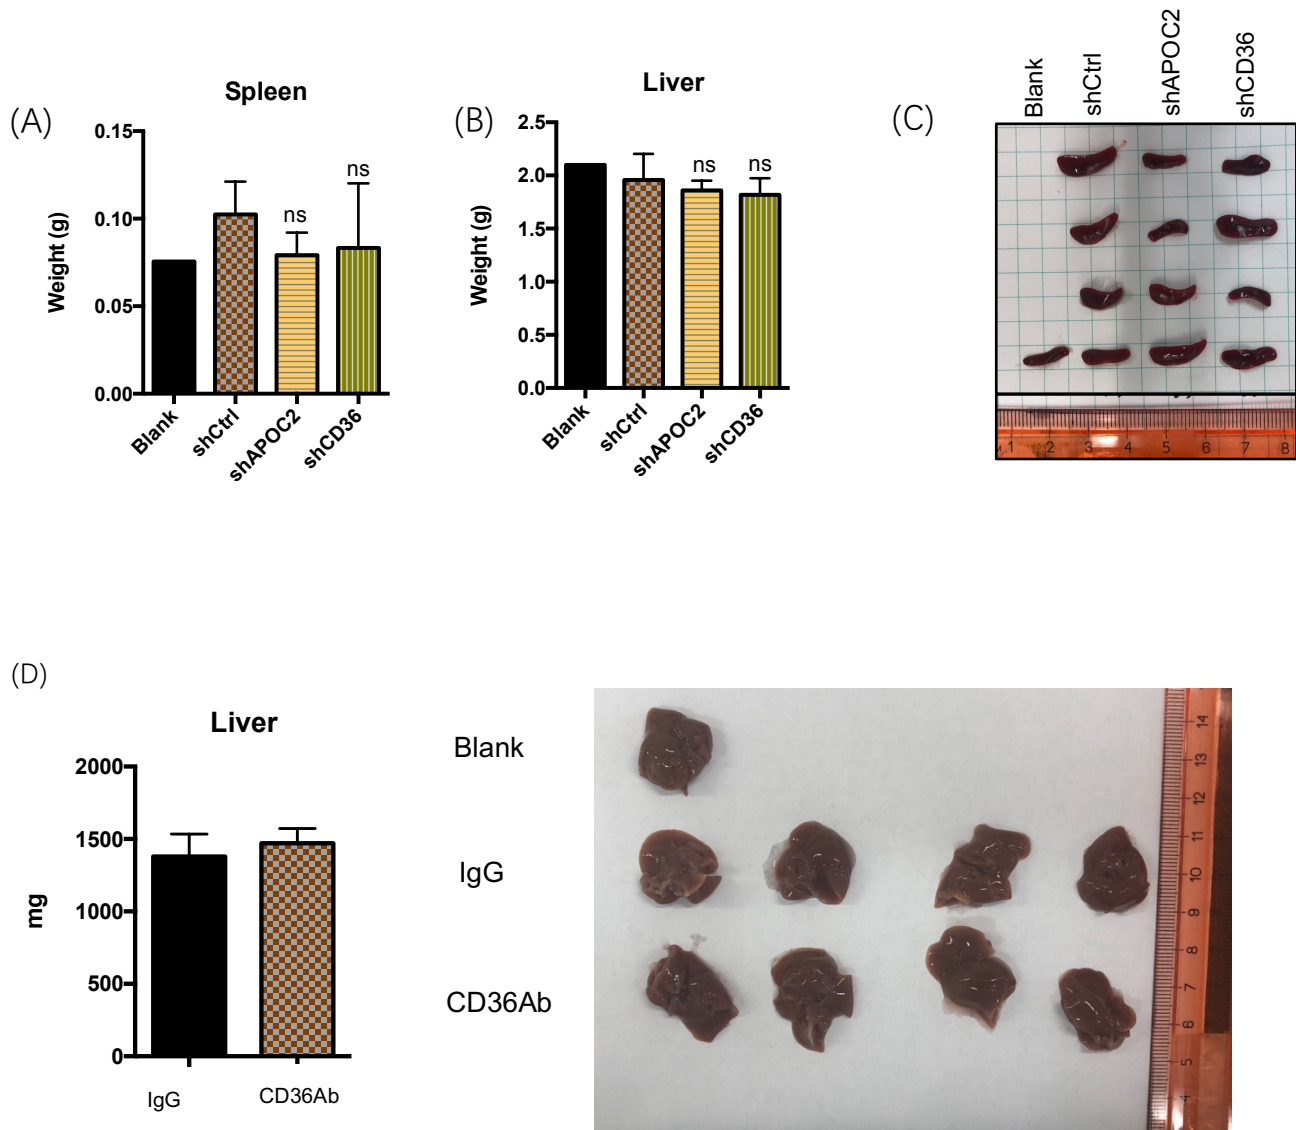 (A)
Spleen
Weight (g)
0.15
0.10
0.05
0.00
ns
ns
Blank
shCtrl
shAPOC2
shCD36
(B)
Liver
Weight (g)
2.5
2.0
1.5
1.0
0.5
0.0
ns
ns
Blank
shCtrl
shAPOC2
shCD36
(C)
Blank
shCtrl
shAPOC2
shCD36
1 2 3 4 5 6 7 8
(D)
Liver
mg
2000
1500
1000
500
0
IgG
CD36Ab
Blank
IgG
CD36Ab
14
13
12
11
10
9
8
7
6
5
4